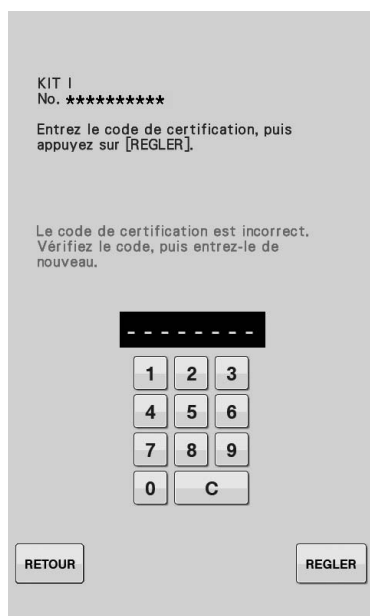 KIT I
No. **********
Entrez le code de certification, puis
appuyez sur [REGLER].
Le code de certification est incorrect.
Vérifiez le code, puis entrez-le de
nouveau.
- - - - - - - -
1 2 3
4 5 6
7 8 9
0 C
RETOUR REGLER